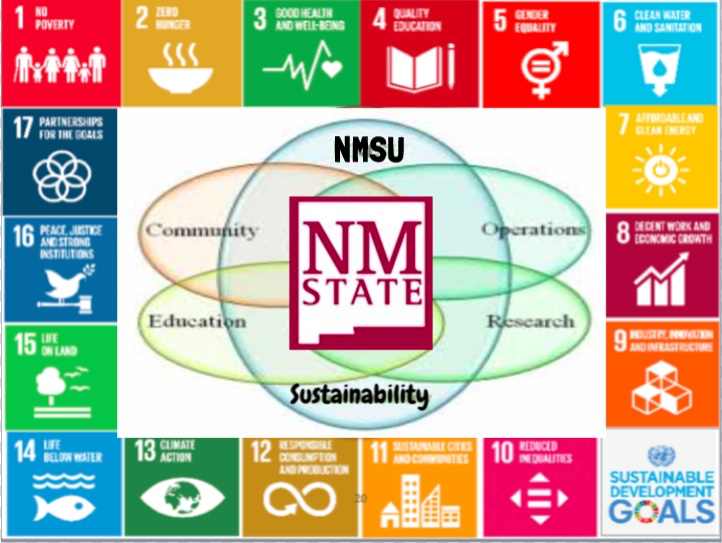 1 NO
POVERTY
2 ZERO
HUNGER
3 GOOD HEALTH
AND WELL-BEING
4 QUALITY
EDUCATION
5 GENDER
EQUALITY
6 CLEAN WATER
AND SANITATION
17 PARTNERSHIPS
FOR THE GOALS
NMSU
7 AFFORDABLE AND
CLEAN ENERGY
16 PEACE, JUSTICE
AND STRONG
INSTITUTIONS
Community
NM
STATE
Operations
8 DECENT WORK AND
ECONOMIC GROWTH
Education
Research
15 LIFE
ON LAND
9 INDUSTRY, INNOVATION
AND INFRASTRUCTURE
Sustainability
14 LIFE
BELOW WATER
13 CLIMATE
ACTION
12 RESPONSIBLE
CONSUMPTION
AND PRODUCTION
11 SUSTAINABLE CITIES
AND COMMUNITIES
10 REDUCED
INEQUALITIES
20
SUSTAINABLE
DEVELOPMENT
GOALS